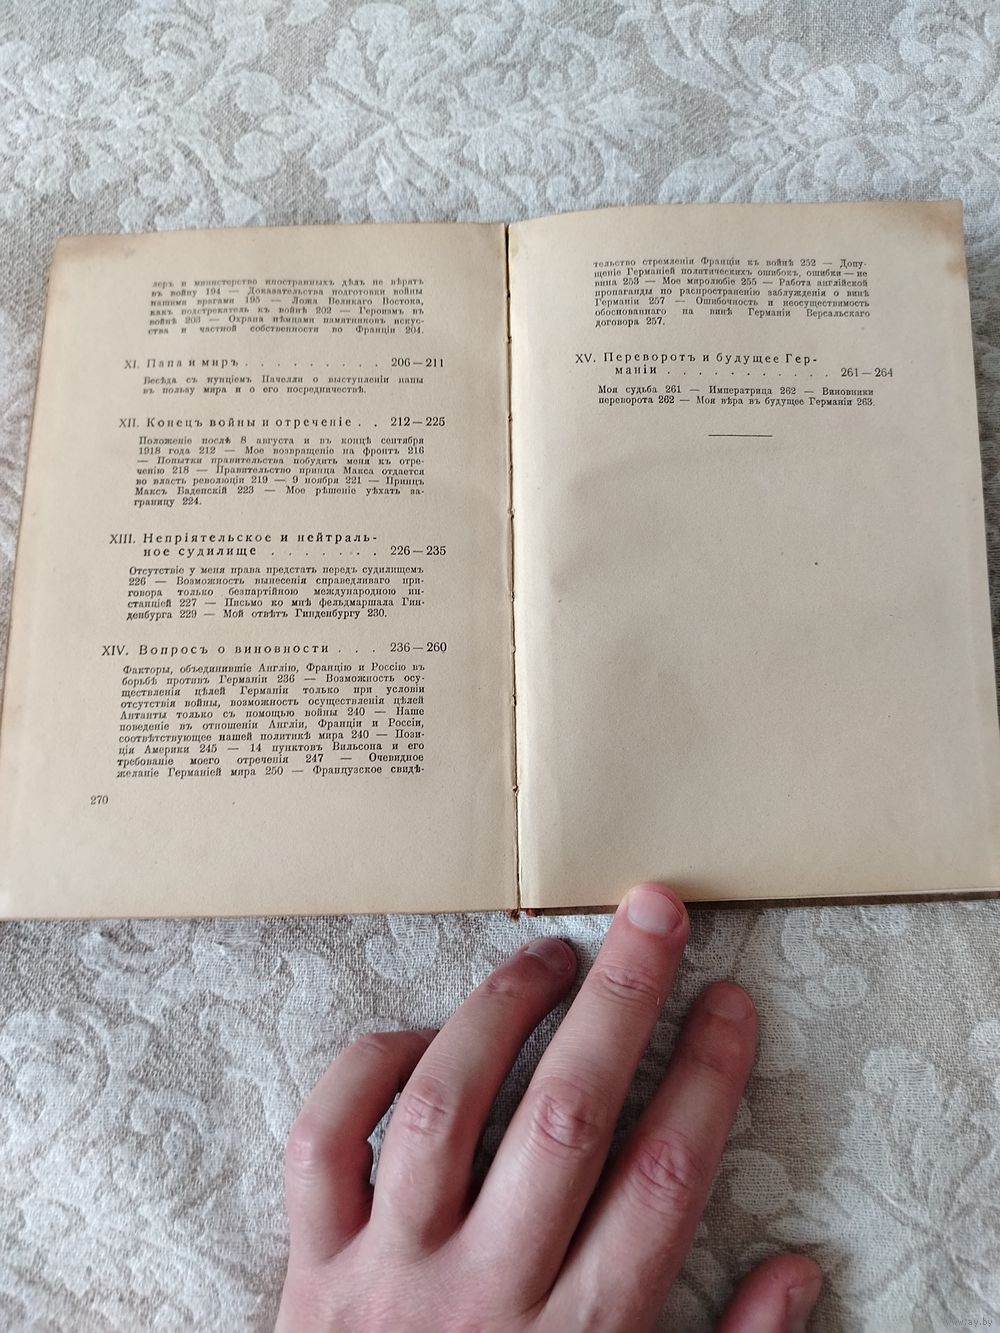 леръ и министерство иностранныхъ дѣлъ не вѣрятъ
въ войну 194 — Доказательства подготовки войны
нашими врагами 195 — Ложа Великаго Востока,
какъ подстрекатель къ войнѣ 202 — Героизмъ въ
войнѣ 203 — Охрана нѣмцами памятниковъ искус-
ства и частной собственности во Франціи 204.
XI. Папа и миръ . . . . . . . . . . 206—211
Бесѣда съ нунціемъ Пачелли о выступленіи папы
въ пользу мира и о его посредничествѣ.
XII. Конецъ войны и отреченіе . . 212—225
Положеніе послѣ 8 августа и въ концѣ сентября
1918 года 212 — Мое возвращеніе на фронтъ 216
— Попытки правительства побудить меня къ отре-
ченію 218 — Правительство принца Макса отдается
во власть революціи 219 — 9 ноября 221 — Принцъ
Максъ Баденскій 223 — Мое рѣшеніе уѣхать за-
границу 224.
XIII. Непріятельское и нейтраль-
ное судилище . . . . . . . 226—235
Отсутствіе у меня права предстать передъ судилищемъ
226 — Возможность вынесенія справедливаго при-
говора только безпартійною международною ин-
станціей 227 — Письмо ко мнѣ фельдмаршала Гин-
денбурга 229 — Мой отвѣтъ Гинденбургу 230.
XIV. Вопросъ о виновности . . . 236—260
Факторы, объединившіе Англію, Францію и Россію въ
борьбѣ противъ Германіи 236 — Возможность осу-
ществленія цѣлей Германіи только при условіи
отсутствія войны, возможность осуществленія цѣлей
Антанты только съ помощью войны 240 — Наше
поведеніе въ отношеніи Англіи, Франціи и Россіи,
соотвѣтствующее нашей политикѣ мира 240 — Пози-
ція Америки 245 — 14 пунктовъ Вильсона и его
требованіе моего отреченія 247 — Очевидное
желаніе Германіей мира 250 — Французское свидѣ-
270
тельство стремленія Франціи къ войнѣ 252 — Допу-
щеніе Германіей политическихъ ошибокъ, ошибки — не
вина 253 — Мое миролюбіе 255 — Работа англійской
пропаганды по распространенію заблужденія о винѣ
Германіи 257 — Ошибочность и неосуществимость
обоснованнаго на винѣ Германіи Версальскаго
договора 257.
XV. Переворотъ и будущее Гер-
маніи . . . . . . . . . . . 261—264
Моя судьба 261 — Императрица 262 — Виновники
переворота 262 — Моя вѣра въ будущее Германіи 263.
www.ay.by